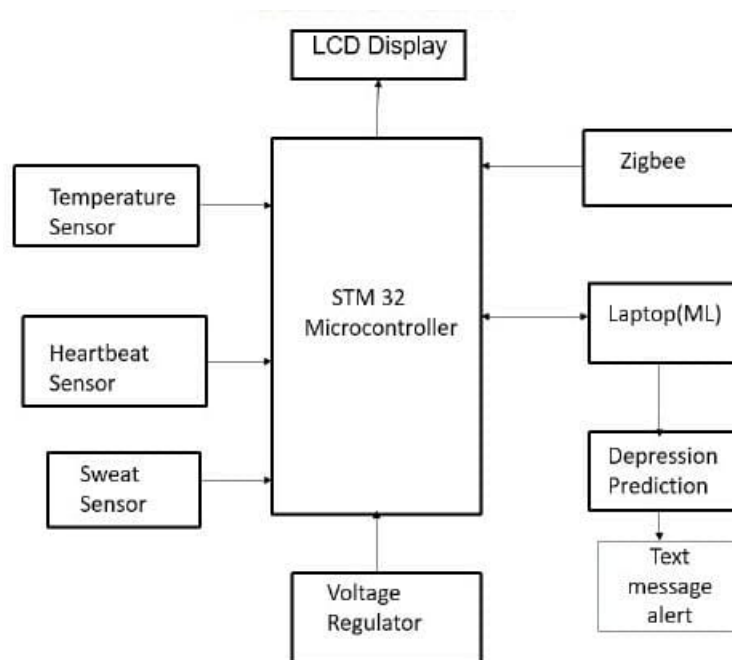 LCD Display
Zigbee
Temperature
Sensor
STM 32
Microcontroller
Laptop(ML)
Heartbeat
Sensor
Depression
Prediction
Sweat
Sensor
Text
message
alert
Voltage
Regulator